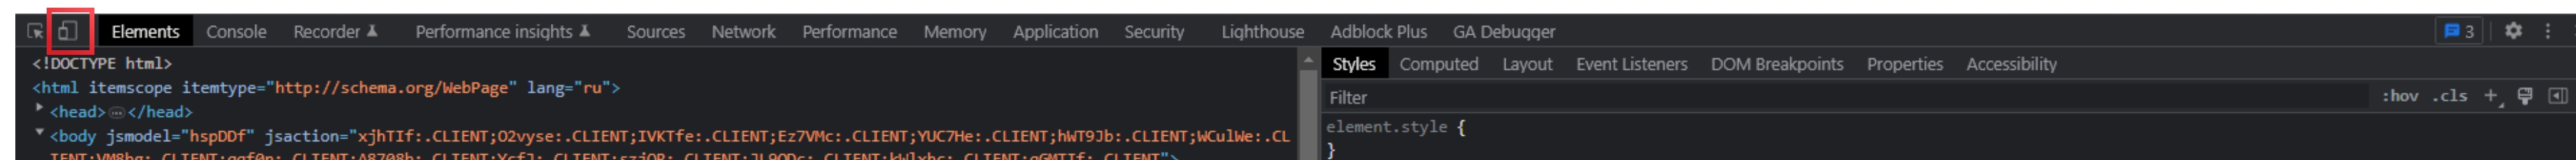 Elements Console Recorder Performance insights Sources Network Performance Memory Application Security Lighthouse Adblock Plus GA Debugger 3
<!DOCTYPE html>
<html itemscope itemtype="http://schema.org/WebPage" lang="ru">
<head>…</head>
<body jsmodel="hspDDf" jsaction="xjhTIf:.CLIENT;O2vyse:.CLIENT;IVKTfe:.CLIENT;Ez7VMc:.CLIENT;YUC7He:.CLIENT;hWT9Jb:.CLIENT;WCulWe:.CL
Styles Computed Layout Event Listeners DOM Breakpoints Properties Accessibility
Filter :hov .cls +
element.style {
}